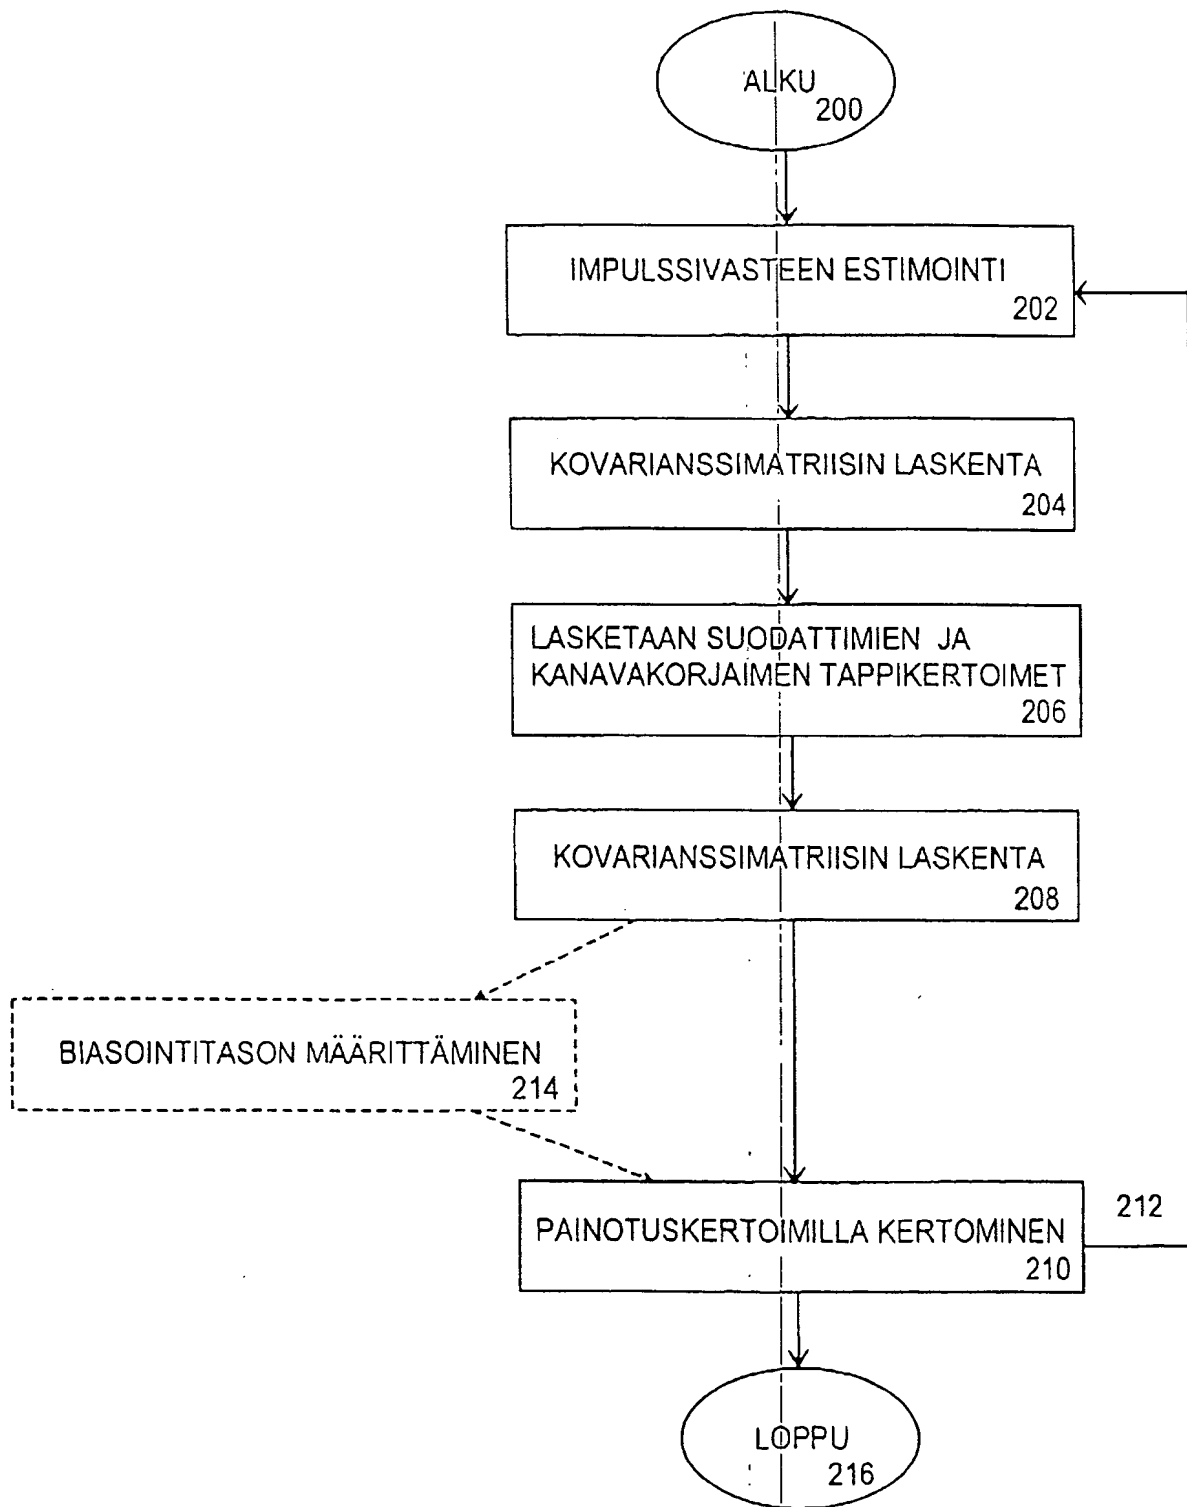 ALKU
200
IMPULSSIVASTEEN ESTIMOINTI
202
KOVARIANSSIMATRIISIN LASKENTA
204
LASKETAAN SUODATTIMIEN JA
KANAVAKORJAIMEN TAPPIKERTOIMET
206
KOVARIANSSIMATRIISIN LASKENTA
208
BIASOINTITASON MÄÄRITTÄMINEN
214
212
PAINOTUSKERTOIMILLA KERTOMINEN
210
LOPPU
216